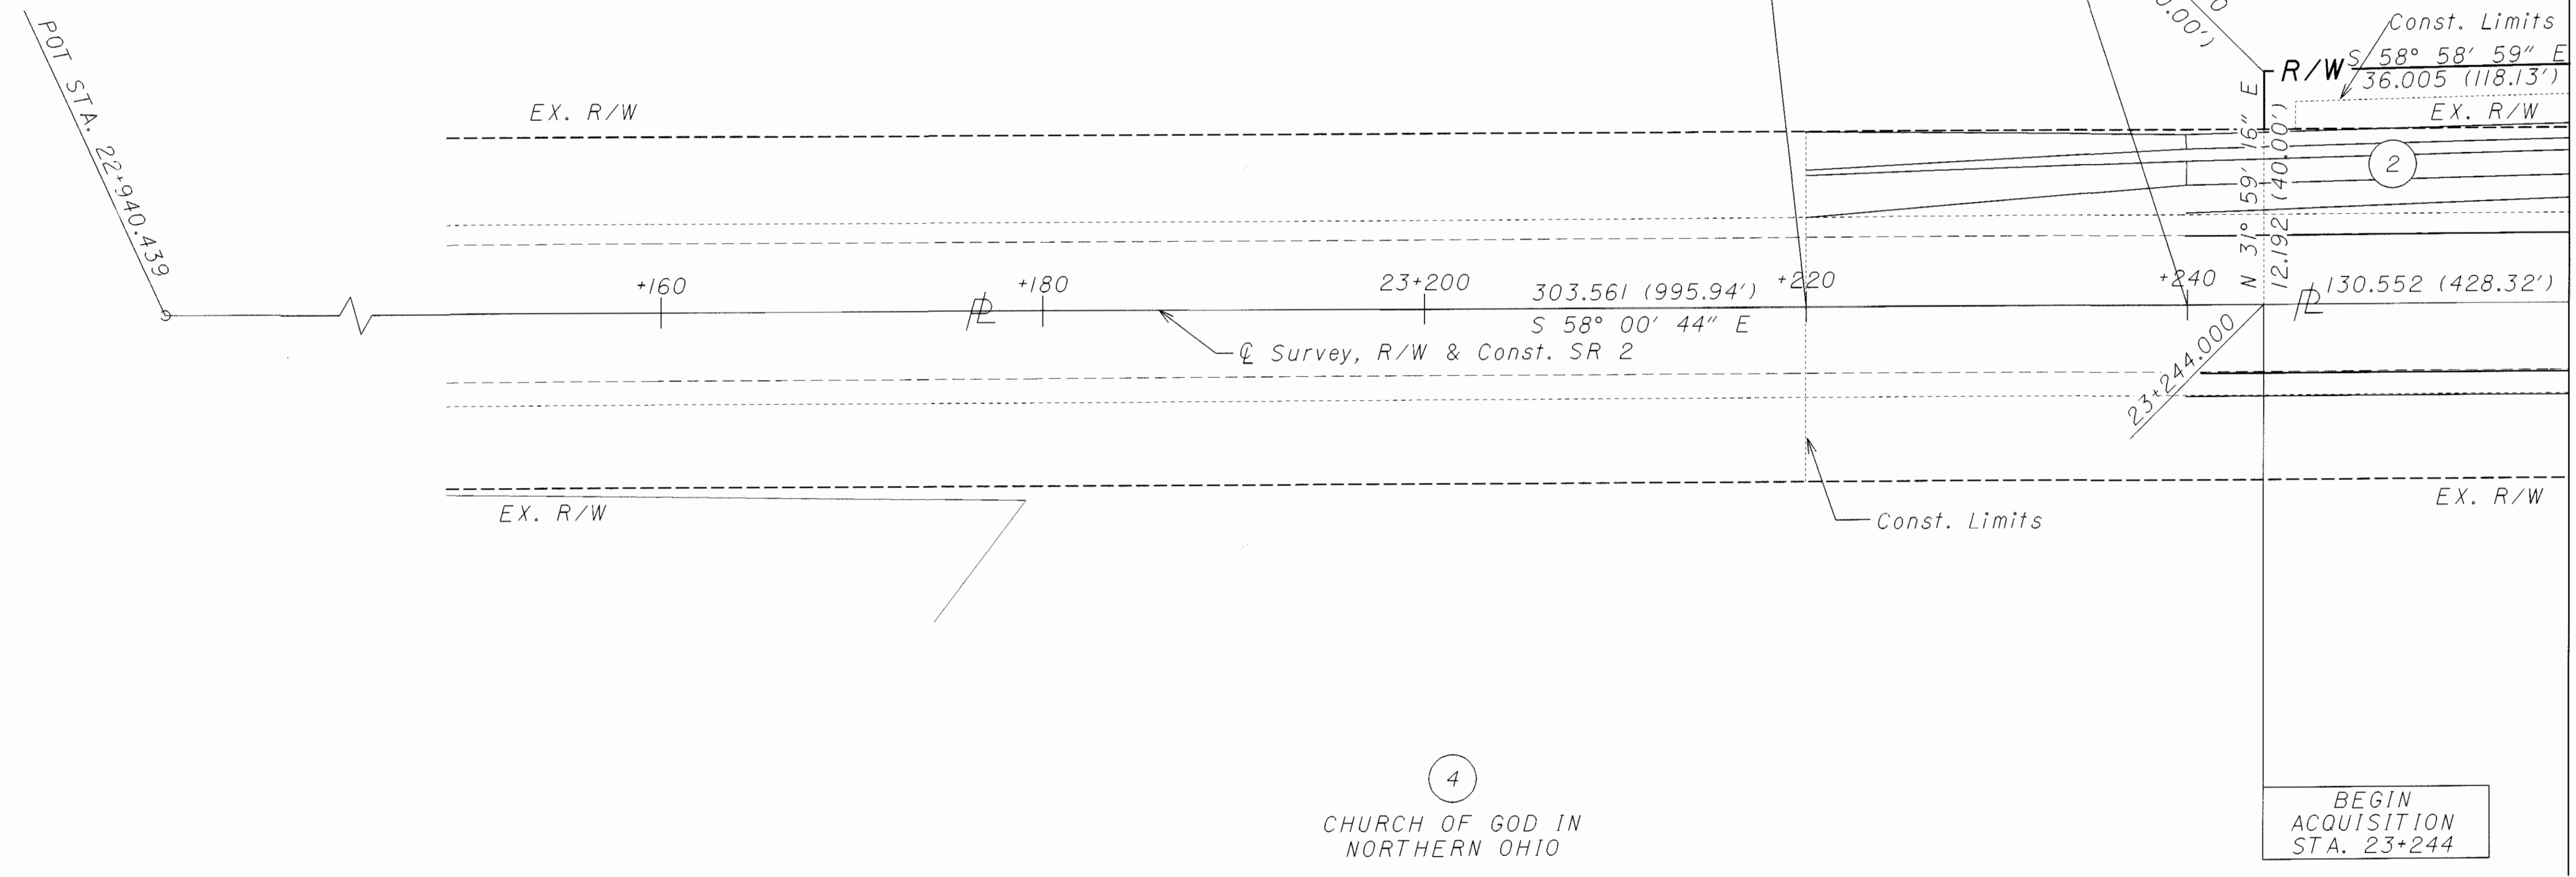 POT STA. 22+940.439
EX. R/W
0
0.00')
Const. Limits
R/W
S 58° 58' 59" E
36.005 (118.13')
EX. R/W
N 31° 59' 16" E
12.192 (40.00')
2
+160
+180
23+200
303.561 (995.94')
+220
+240
130.552 (428.32')
S 58° 00' 44" E
℄ Survey, R/W & Const. SR 2
23+244.000
EX. R/W
EX. R/W
Const. Limits
4
CHURCH OF GOD IN
NORTHERN OHIO
BEGIN
ACQUISITION
STA. 23+244